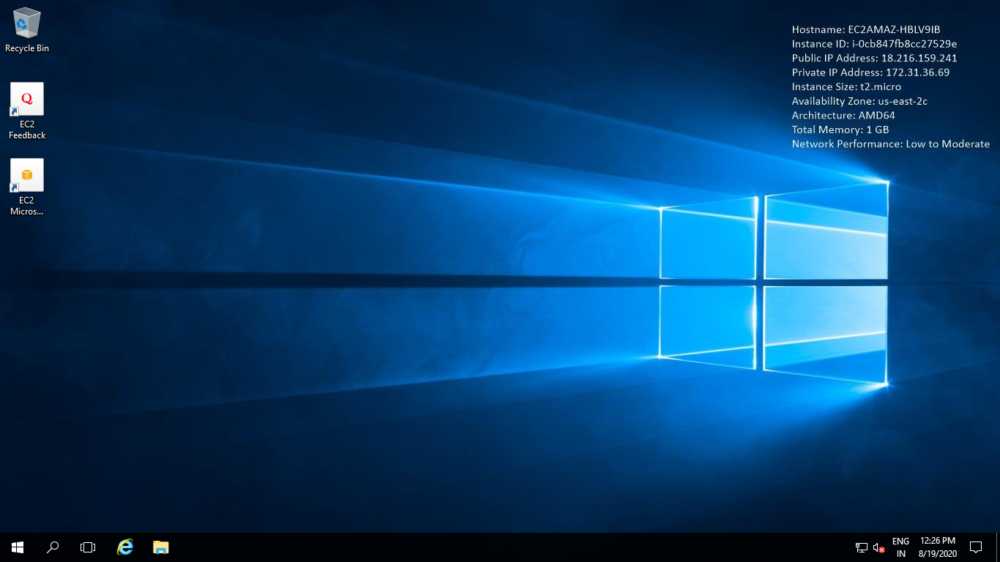 Recycle Bin
Q
EC2
Feedback
EC2
Micros...
Hostname: EC2AMAZ-HBLV9IB
Instance ID: i-0cb847fb8cc27529e
Public IP Address: 18.216.159.241
Private IP Address: 172.31.36.69
Instance Size: t2.micro
Availability Zone: us-east-2c
Architecture: AMD64
Total Memory: 1 GB
Network Performance: Low to Moderate
ENG
IN
12:26 PM
8/19/2020